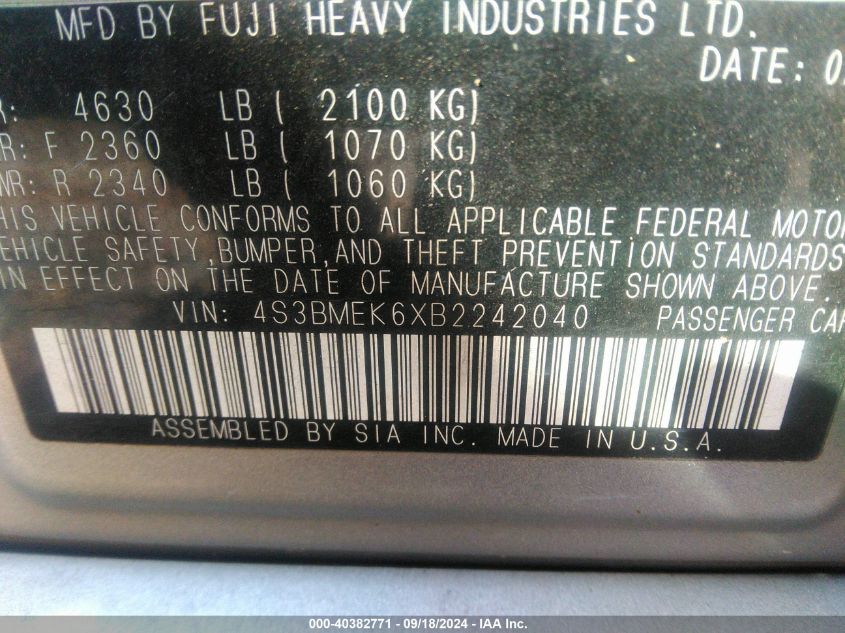 MFD BY FUJI HEAVY INDUSTRIES LTD.
DATE: 0
R: 4630 LB ( 2100 KG)
R: F 2360 LB ( 1070 KG)
WR: R 2340 LB ( 1060 KG)
HIS VEHICLE CONFORMS TO ALL APPLICABLE FEDERAL MOTOR
EHICLE SAFETY,BUMPER,AND THEFT PREVENTION STANDARDS
IN EFFECT ON THE DATE OF MANUFACTURE SHOWN ABOVE.
VIN: 4S3BMEK6XB2242040 PASSENGER CAR
ASSEMBLED BY SIA INC. MADE IN U.S.A.
000-40382771 - 09/18/2024 - IAA Inc.